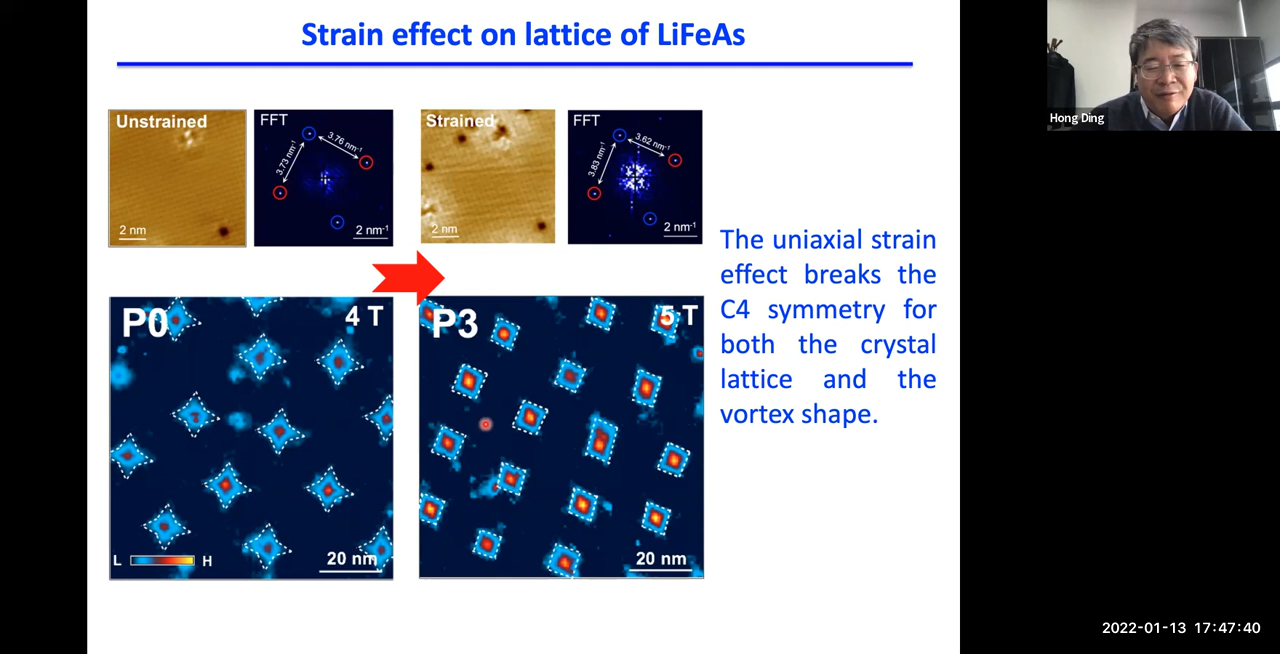 Strain effect on lattice of LiFeAs
Hong Ding
Unstrained
2 nm
FFT
3.76 nm⁻¹
3.73 nm⁻¹
2 nm⁻¹
Strained
2 nm
FFT
3.62 nm⁻¹
3.83 nm⁻¹
2 nm⁻¹
The uniaxial strain
effect breaks the
C4 symmetry for
both the crystal
lattice and the
vortex shape.
P0
4 T
L
H
20 nm
P3
5 T
20 nm
2022-01-13 17:47:40